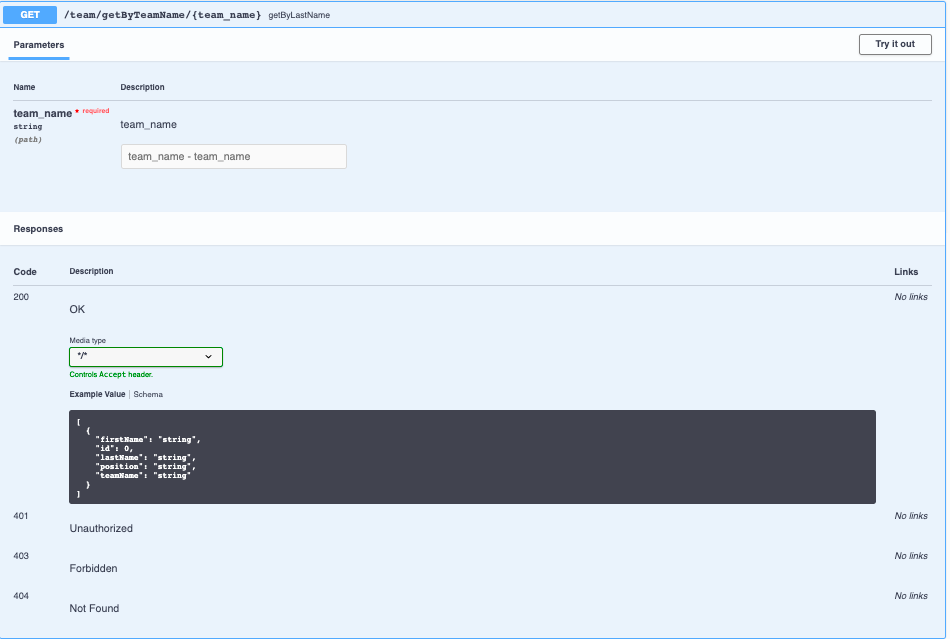 GET /team/getByTeamName/{team_name} getByLastName
Parameters
Try it out
Name Description
team_name * required
string
(path)
team_name
team_name - team_name
Responses
Code Description Links
200 No links
OK
Media type
*/*
Controls Accept header.
Example Value | Schema
[
  {
    "firstName": "string",
    "id": 0,
    "lastName": "string",
    "position": "string",
    "teamName": "string"
  }
]
401 No links
Unauthorized
403 No links
Forbidden
404 No links
Not Found